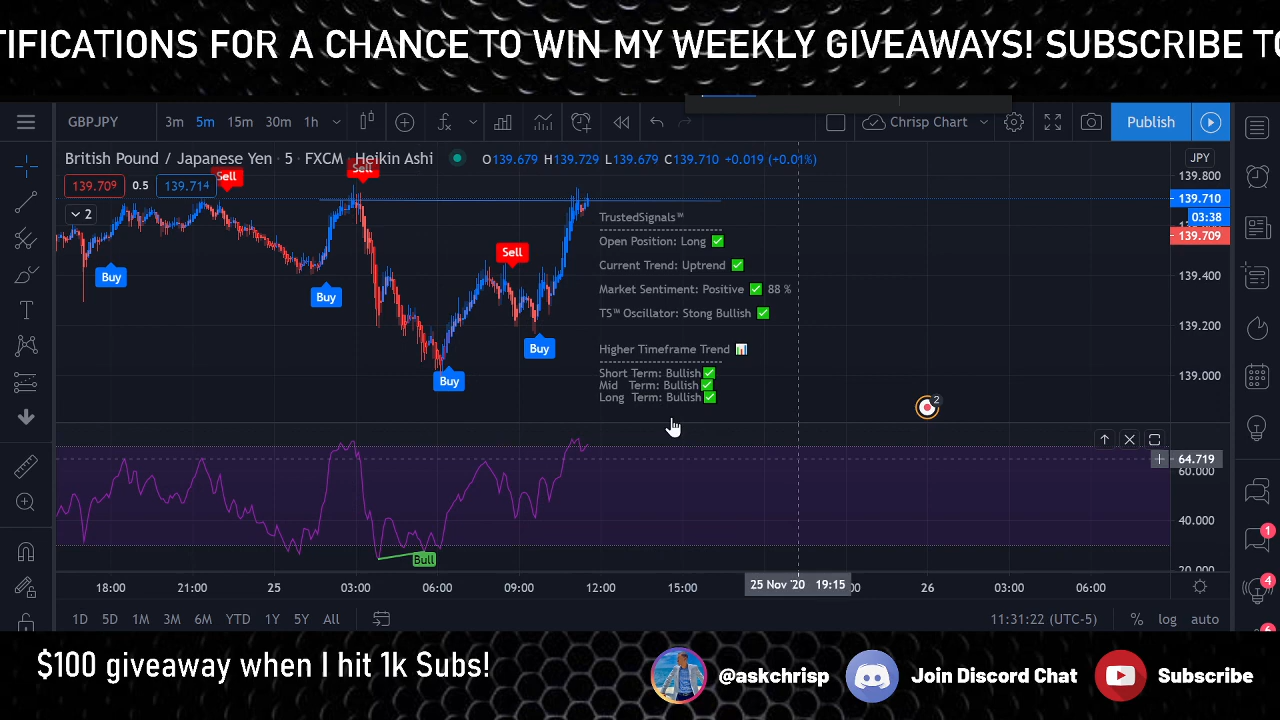 TIFICATIONS FOR A CHANCE TO WIN MY WEEKLY GIVEAWAYS! SUBSCRIBE TO
GBPJPY 3m 5m 15m 30m 1h Chrisp Chart Publish
British Pound / Japanese Yen · 5 · FXCM Heikin Ashi O139.679 H139.729 L139.679 C139.710 +0.019 (+0.01%) JPY
139.709 0.5 139.714
2
Sell
Sell
Sell
Buy
Buy
Buy
Buy
TrustedSignals™
Open Position: Long ✅
Current Trend: Uptrend ✅
Market Sentiment: Positive ✅ 88 %
TS™ Oscillator: Stong Bullish ✅
Higher Timeframe Trend 📊
Short Term: Bullish ✅
Mid Term: Bullish ✅
Long Term: Bullish ✅
2
139.800
139.710
03:38
139.709
139.400
139.200
139.000
64.719
60.000
40.000
20.000
Bull
1
4
18:00 21:00 25 03:00 06:00 09:00 12:00 15:00 25 Nov '20 19:15 :00 26 03:00 06:00
1D 5D 1M 3M 6M YTD 1Y 5Y All 11:31:22 (UTC-5) % log auto
$100 giveaway when I hit 1k Subs!
@askchrisp Join Discord Chat Subscribe